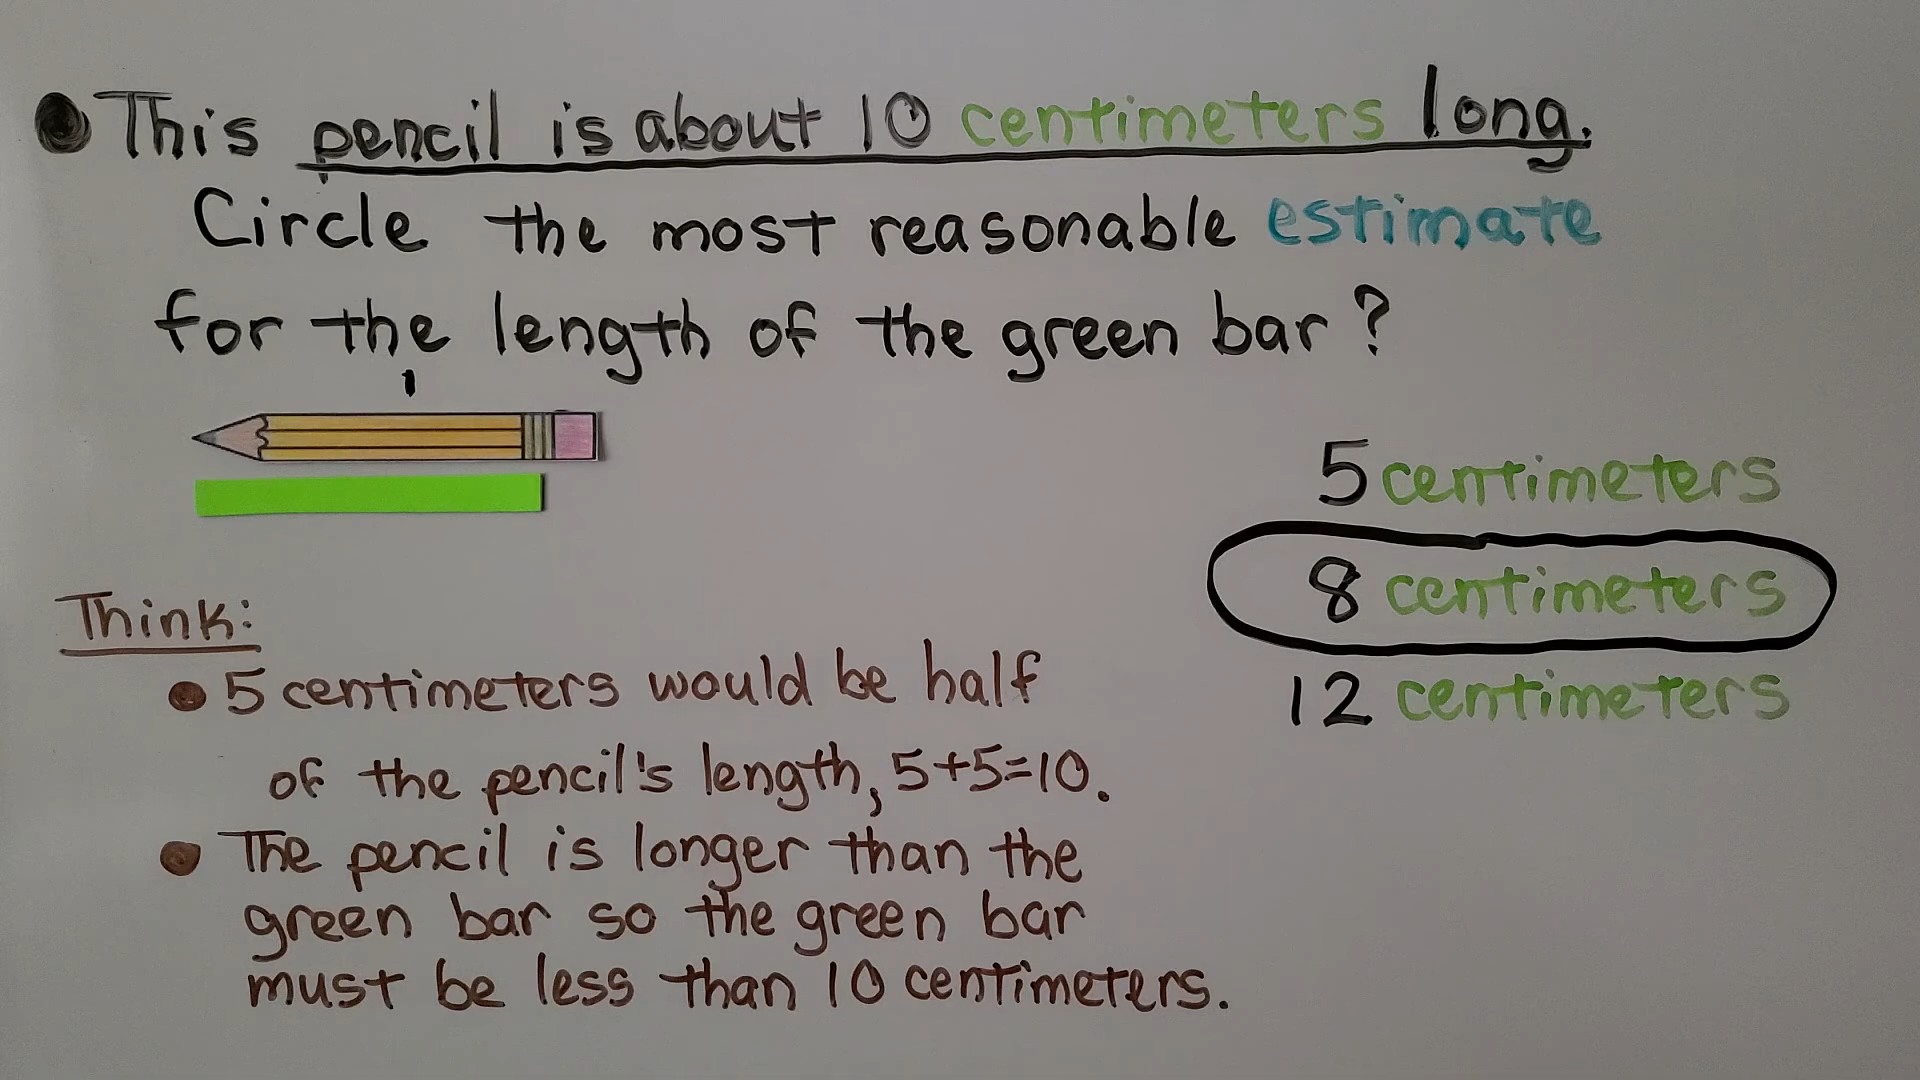 This pencil is about 10 centimeters long.
Circle the most reasonable estimate
for the length of the green bar?
5 centimeters
8 centimeters
12 centimeters
Think:
5 centimeters would be half
of the pencil's length, 5+5=10.
The pencil is longer than the
green bar so the green bar
must be less than 10 centimeters.